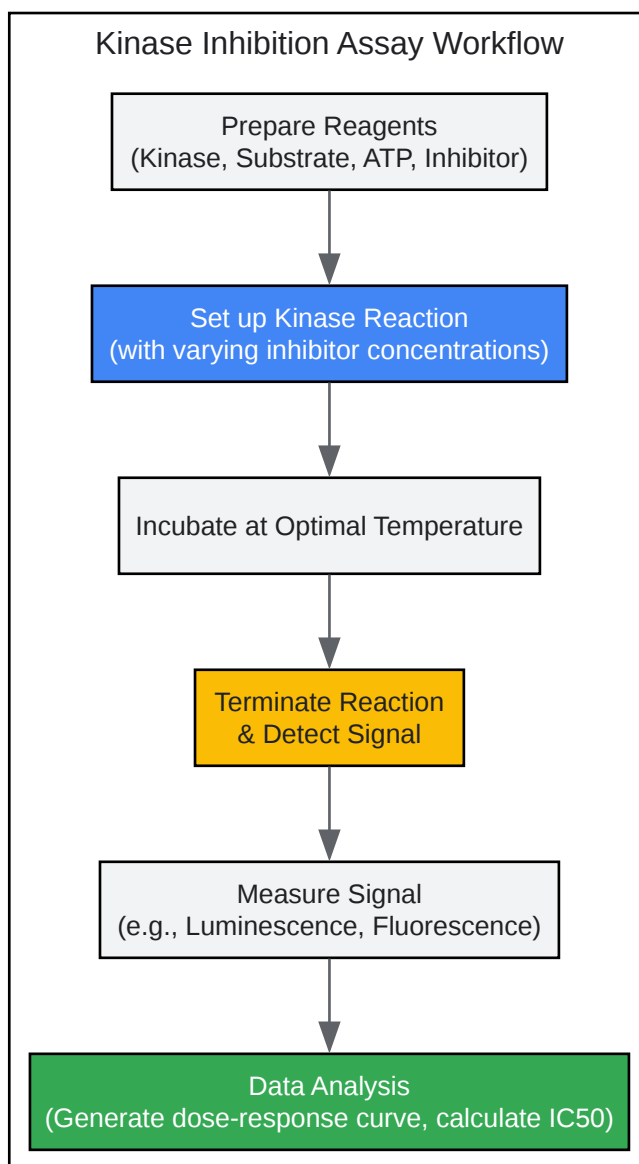 Kinase Inhibition Assay Workflow
Prepare Reagents
(Kinase, Substrate, ATP, Inhibitor)
Set up Kinase Reaction
(with varying inhibitor concentrations)
Incubate at Optimal Temperature
Terminate Reaction
& Detect Signal
Measure Signal
(e.g., Luminescence, Fluorescence)
Data Analysis
(Generate dose-response curve, calculate IC50)